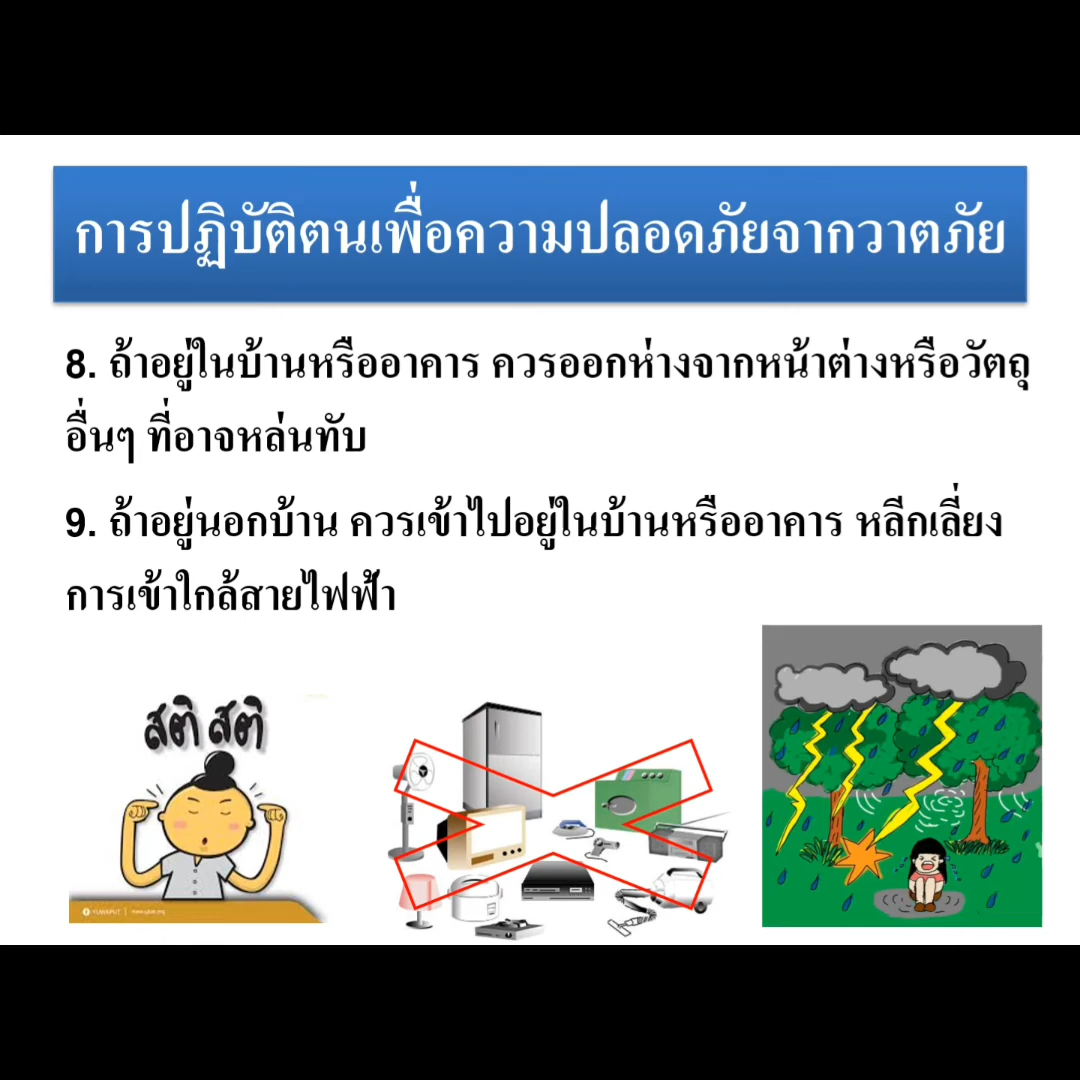 การปฏิบัติตนเพื่อความปลอดภัยจากวาตภัย
8. ถ้าอยู่ในบ้านหรืออาคาร ควรออกห่างจากหน้าต่างหรือวัตถุ
อื่นๆ ที่อาจหล่นทับ
9. ถ้าอยู่นอกบ้าน ควรเข้าไปอยู่ในบ้านหรืออาคาร หลีกเลี่ยง
การเข้าใกล้สายไฟฟ้า
สติ สติ